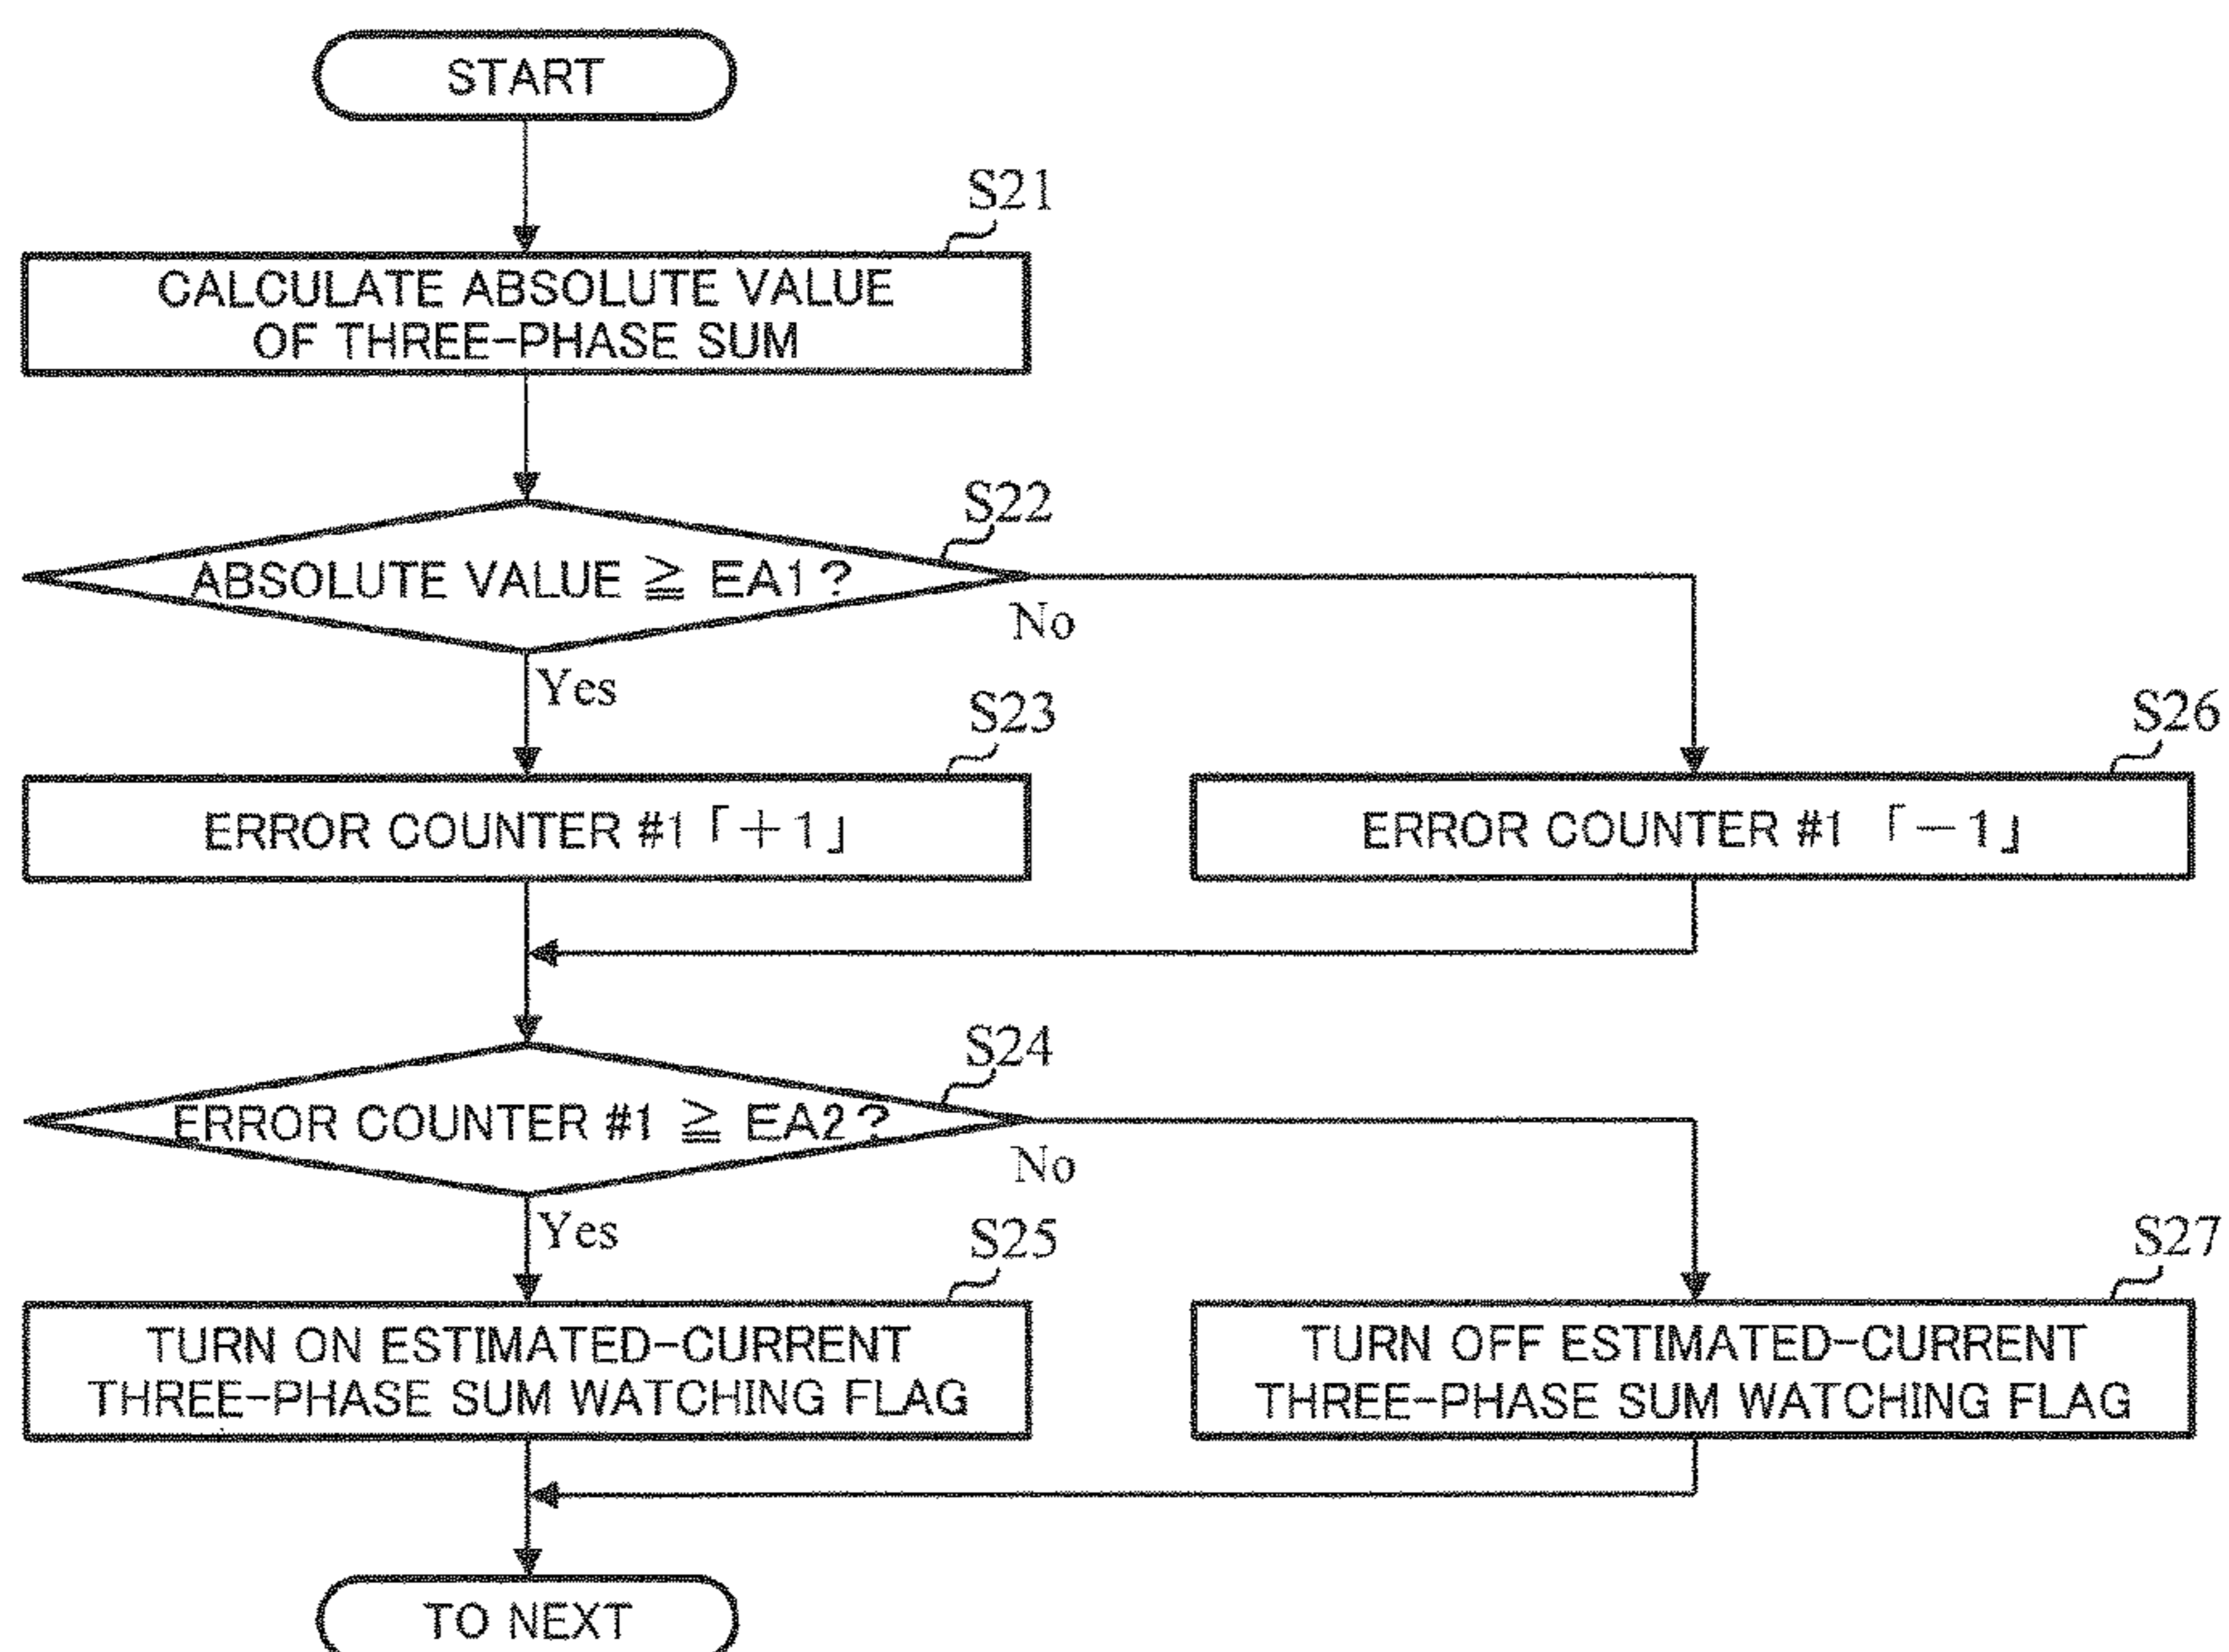 START
S21
CALCULATE ABSOLUTE VALUE
OF THREE-PHASE SUM
S22
ABSOLUTE VALUE ≧ EA1?
No
Yes
S23
ERROR COUNTER #1「+1」
S26
ERROR COUNTER #1 「-1」
S24
ERROR COUNTER #1 ≧ EA2?
No
Yes
S25
TURN ON ESTIMATED-CURRENT
THREE-PHASE SUM WATCHING FLAG
S27
TURN OFF ESTIMATED-CURRENT
THREE-PHASE SUM WATCHING FLAG
TO NEXT